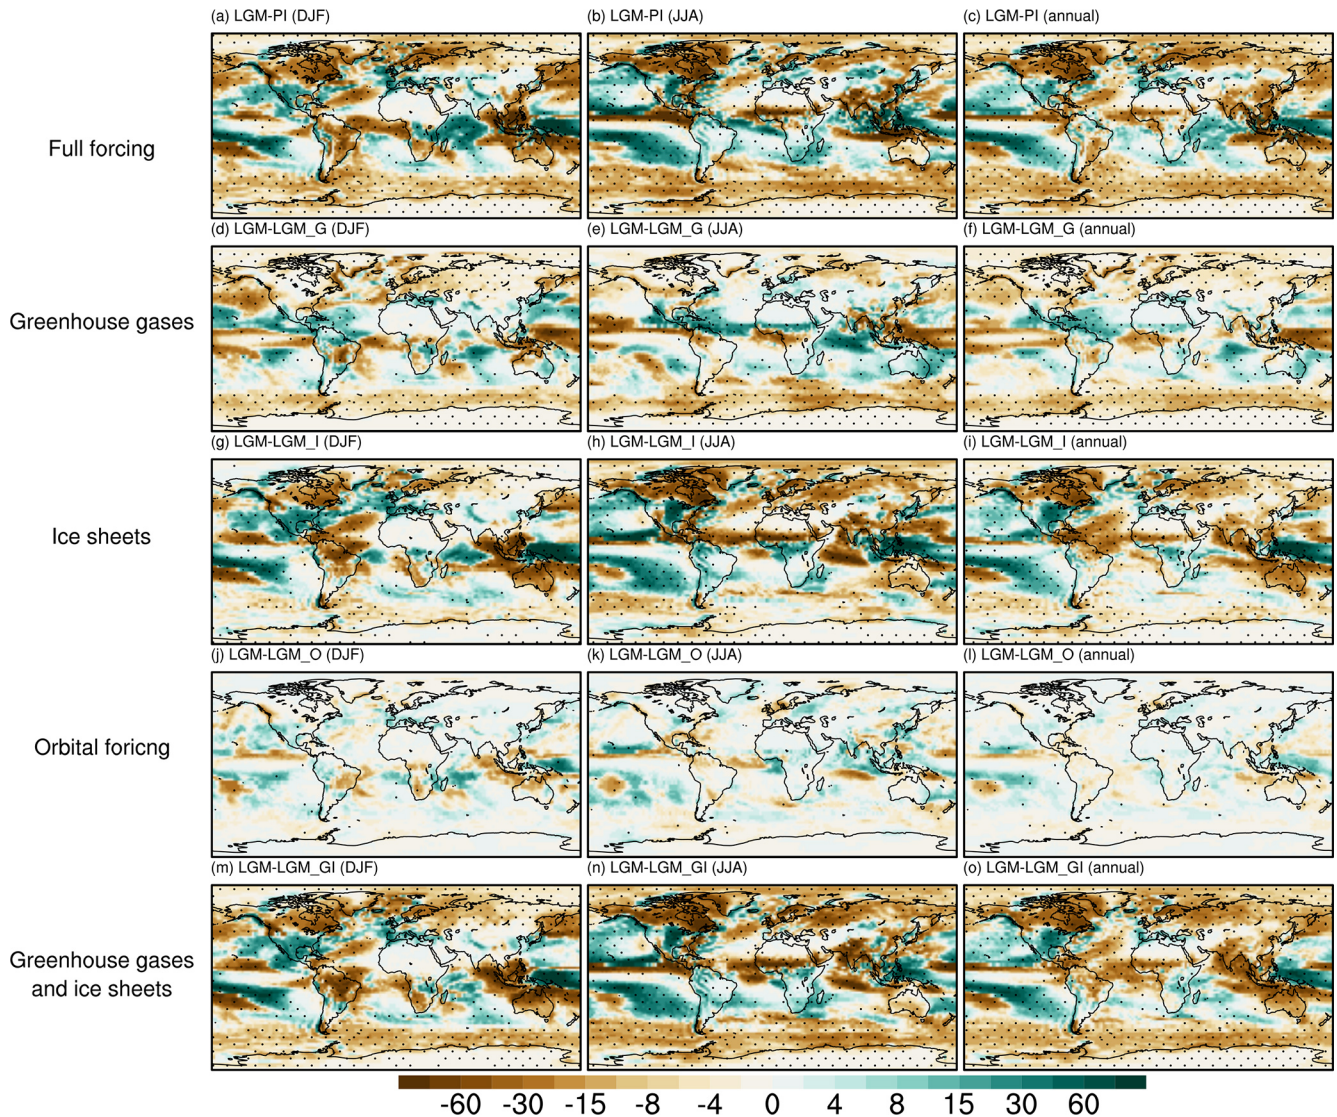 (a) LGM-PI (DJF)
(b) LGM-PI (JJA)
(c) LGM-PI (annual)
Full forcing
(d) LGM-LGM_G (DJF)
(e) LGM-LGM_G (JJA)
(f) LGM-LGM_G (annual)
Greenhouse gases
(g) LGM-LGM_I (DJF)
(h) LGM-LGM_I (JJA)
(i) LGM-LGM_I (annual)
Ice sheets
(j) LGM-LGM_O (DJF)
(k) LGM-LGM_O (JJA)
(l) LGM-LGM_O (annual)
Orbital foricng
(m) LGM-LGM_GI (DJF)
(n) LGM-LGM_GI (JJA)
(o) LGM-LGM_GI (annual)
Greenhouse gases
and ice sheets
-60 -30 -15 -8 -4 0 4 8 15 30 60